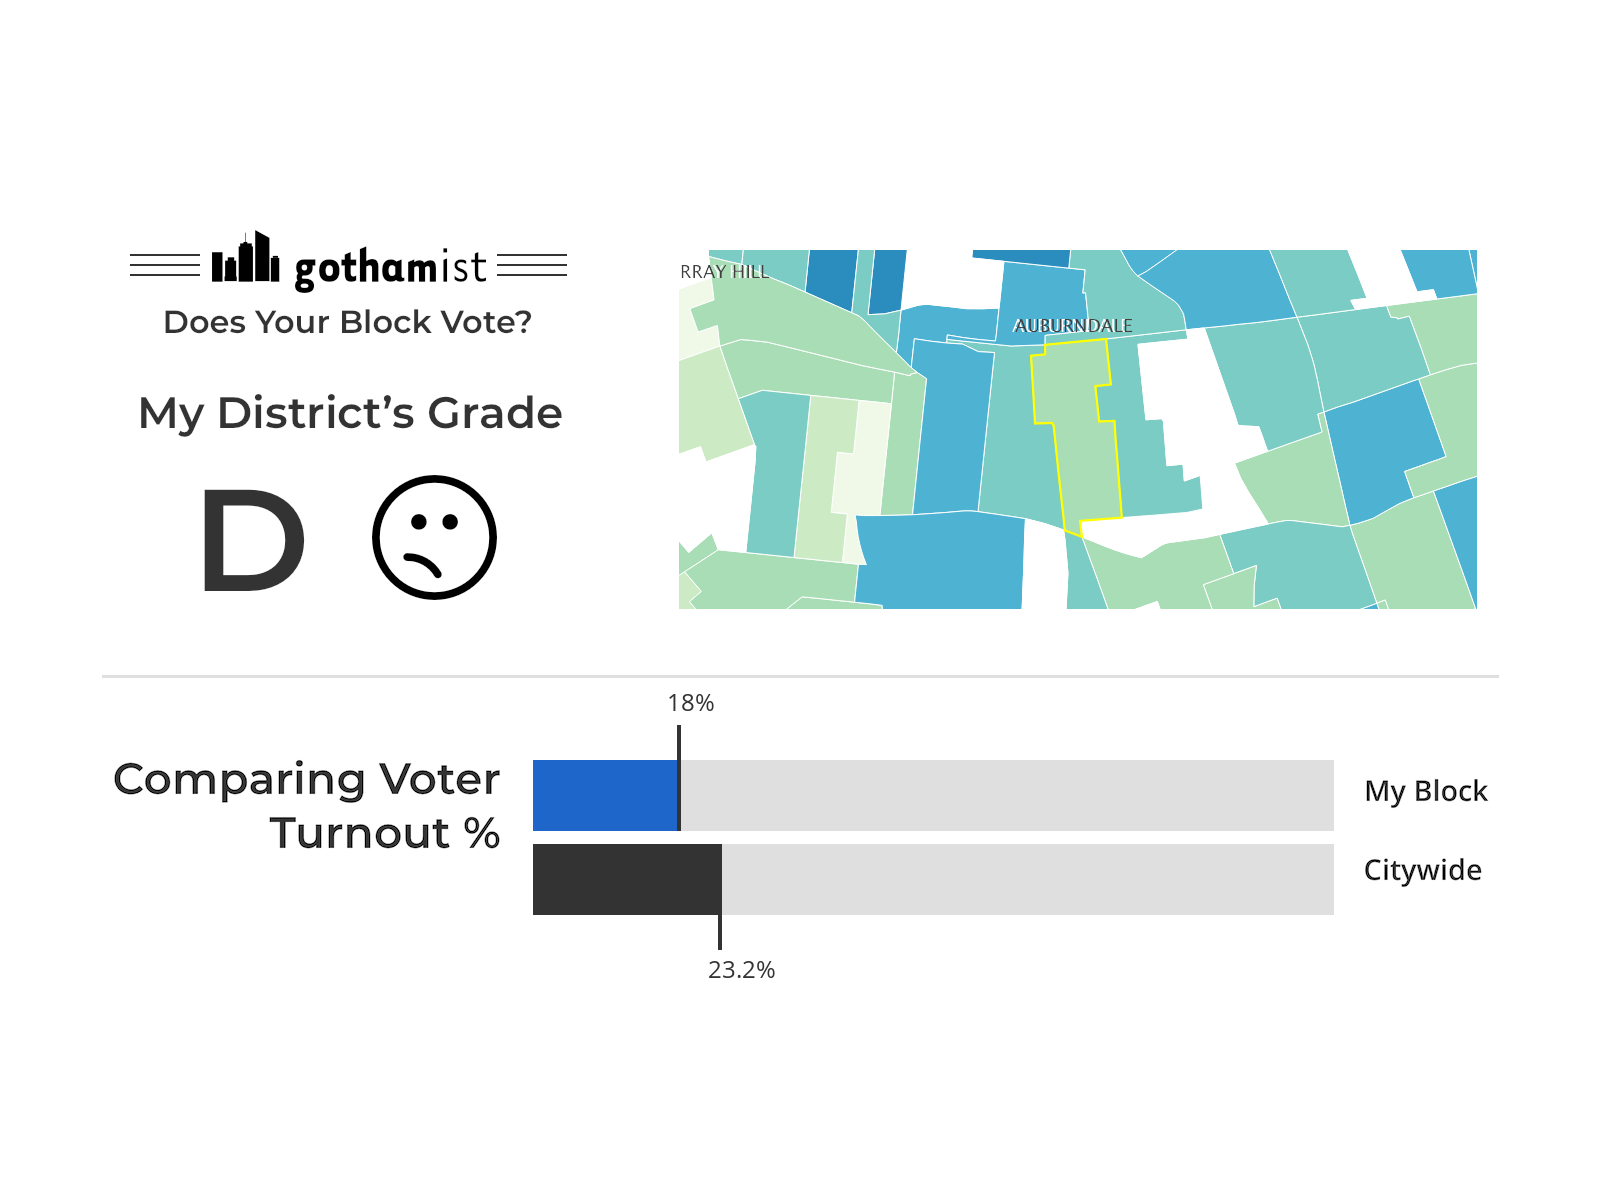 gothamist
Does Your Block Vote?
My District’s Grade
D
RRAY HILL
AUBURNDALE
18%
Comparing Voter
Turnout %
My Block
Citywide
23.2%